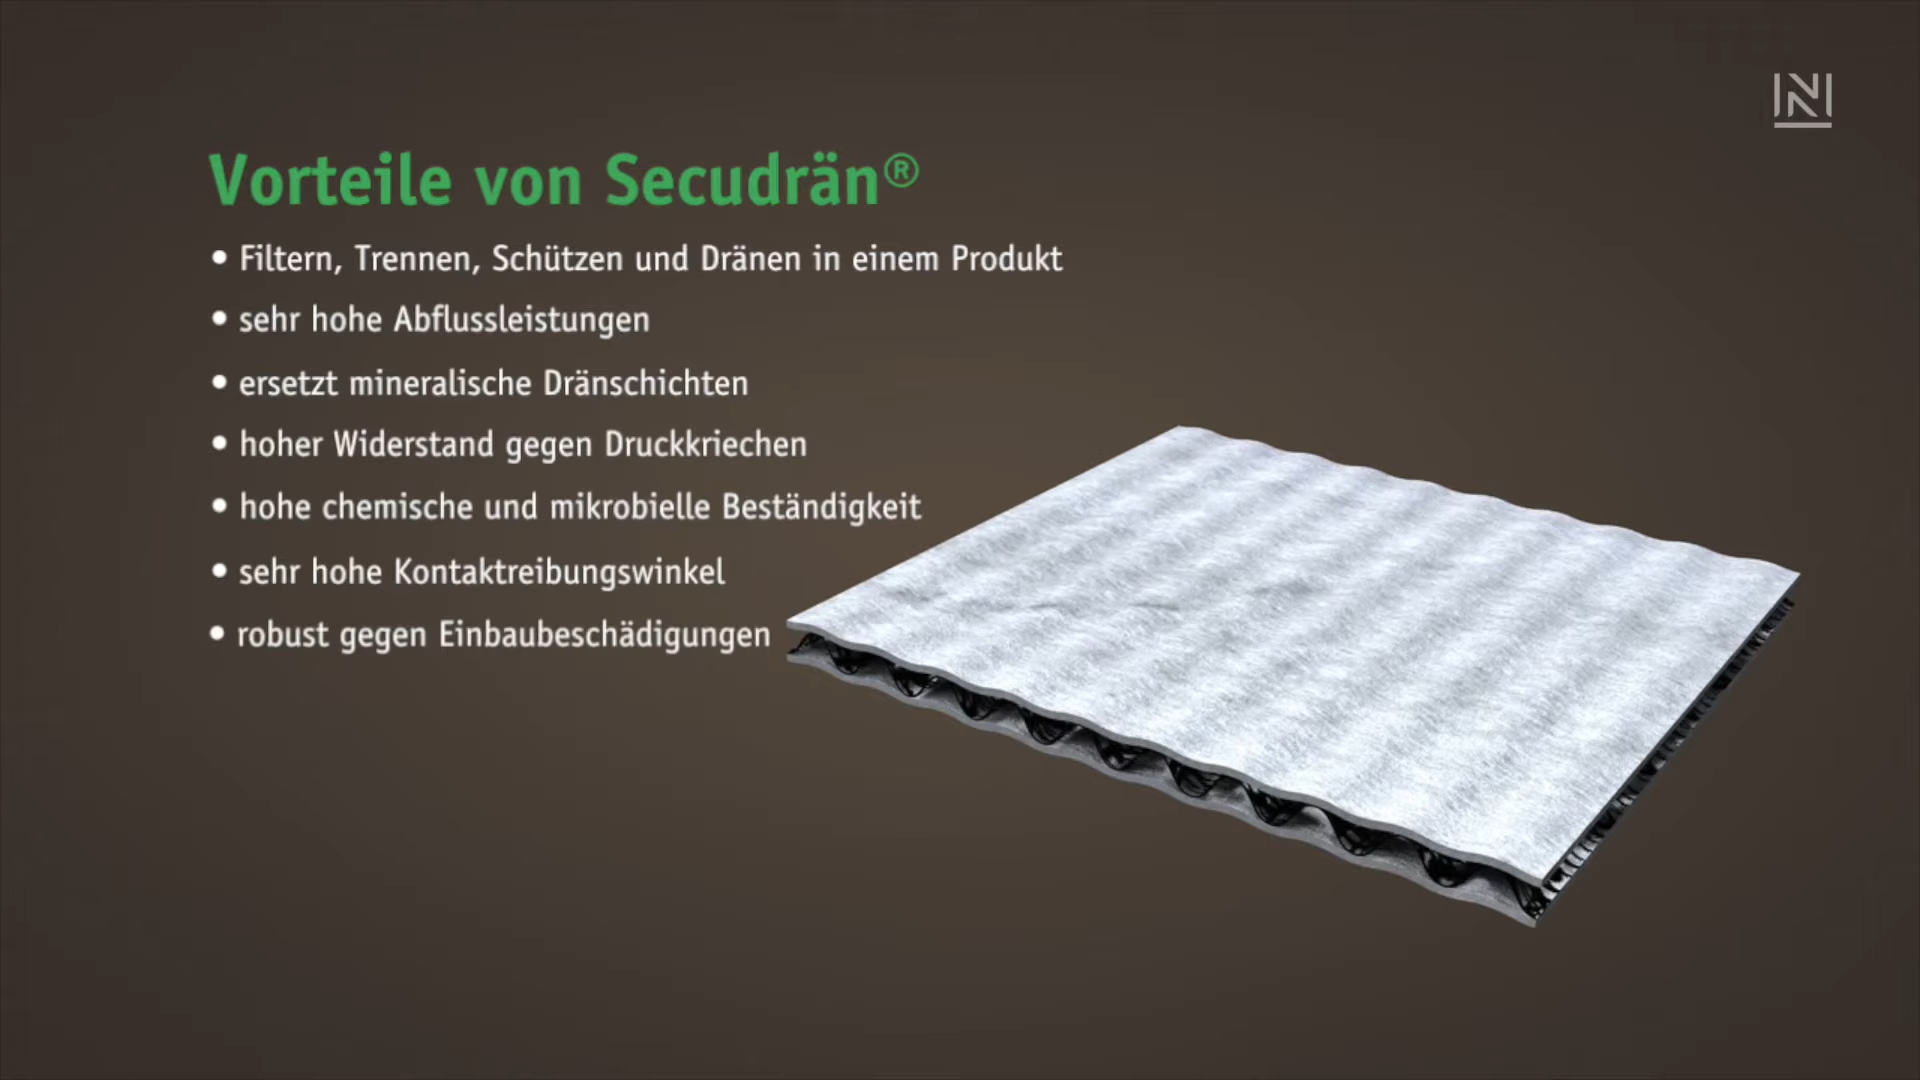 Vorteile von Secudrän®
• Filtern, Trennen, Schützen und Dränen in einem Produkt
• sehr hohe Abflussleistungen
• ersetzt mineralische Dränschichten
• hoher Widerstand gegen Druckkriechen
• hohe chemische und mikrobielle Beständigkeit
• sehr hohe Kontaktreibungswinkel
• robust gegen Einbaubeschädigungen